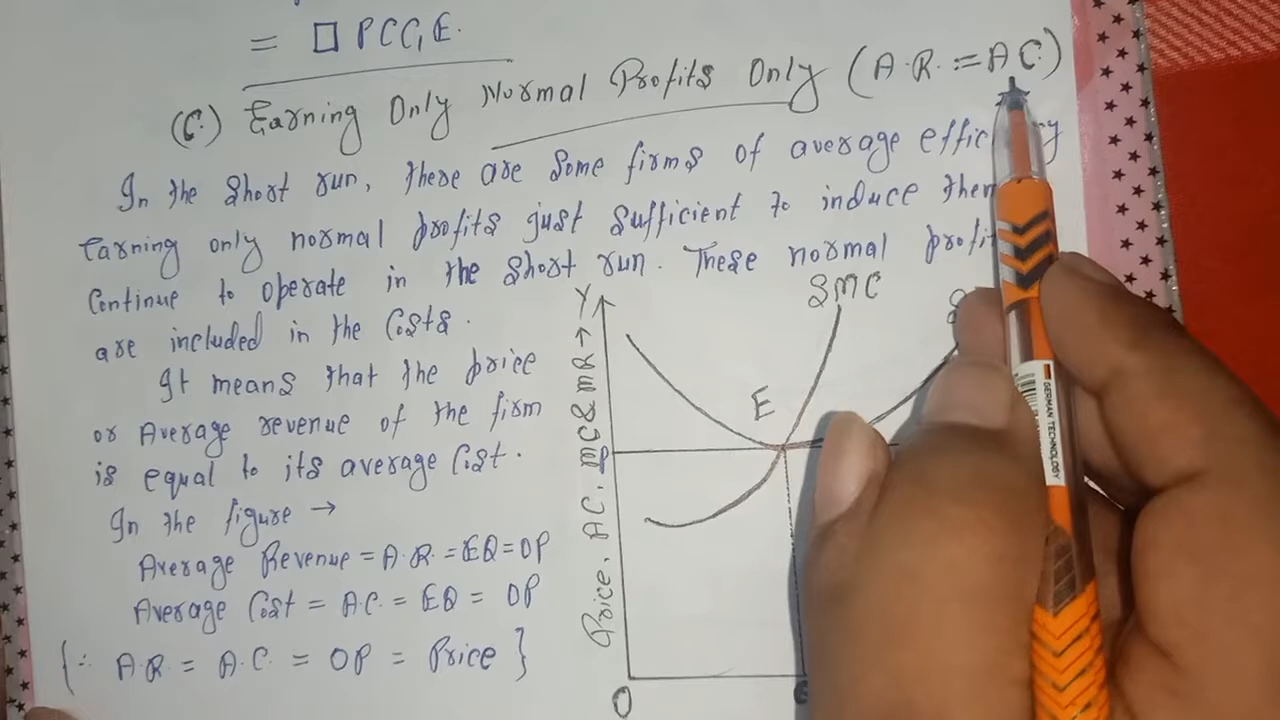 = □ PCC₁E.
(C.) Earning Only Normal Profits Only (A.R. = A C.)
In the Short run, there are Some firms of average
Earning only normal profits just Sufficient to induce them
Continue to operate in the Short run. These normal
are included in the Costs.
It means that the price
or Average revenue of the firm
is equal to its average Cost.
In the figure →
Average Revenue = A.R. = EQ = OP
Average Cost = A.C. = EQ = OP
{∴ A.R. = A.C. = OP = Price}
Y
SMC
E
P
Price, AC, MC & MR →
O
GERMAN TECHNOLOGY